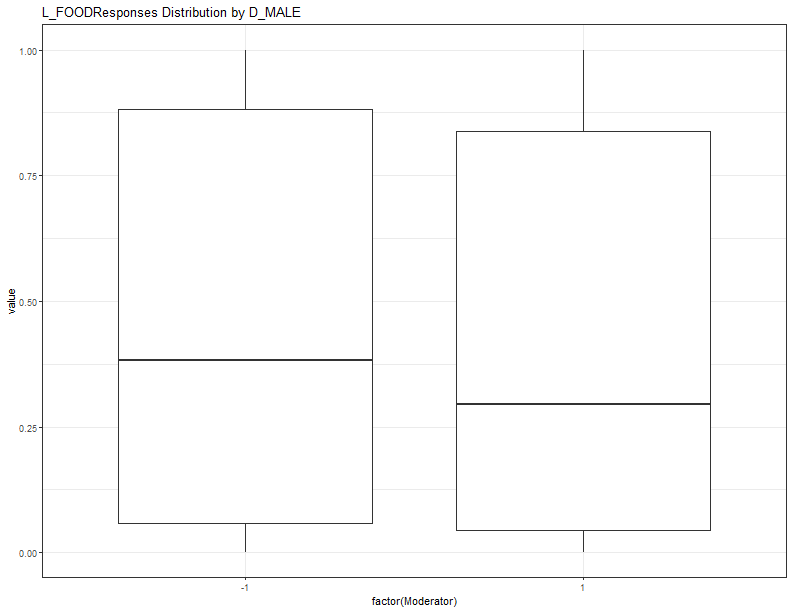 L_FOODResponses Distribution by D_MALE
1.00
0.75
0.50
0.25
0.00
value
-1
1
factor(Moderator)